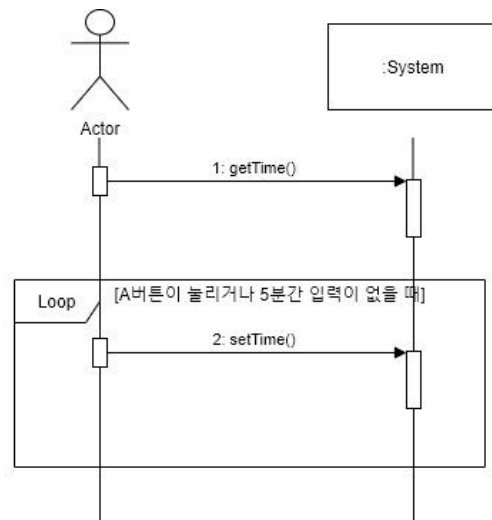 :System
Actor
1: getTime()
Loop
[A버튼이 눌리거나 5분간 입력이 없을 때]
2: setTime()